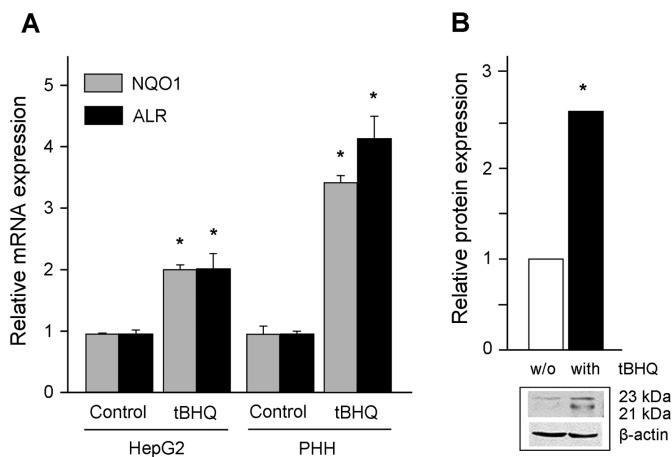 A
Relative mRNA expression
5
4
3
2
1
0
NQO1
ALR
*
*
*
*
Control
tBHQ
Control
tBHQ
HepG2
PHH
B
Relative protein expression
3
2
1
0
*
w/o
with
tBHQ
23 kDa
21 kDa
β-actin